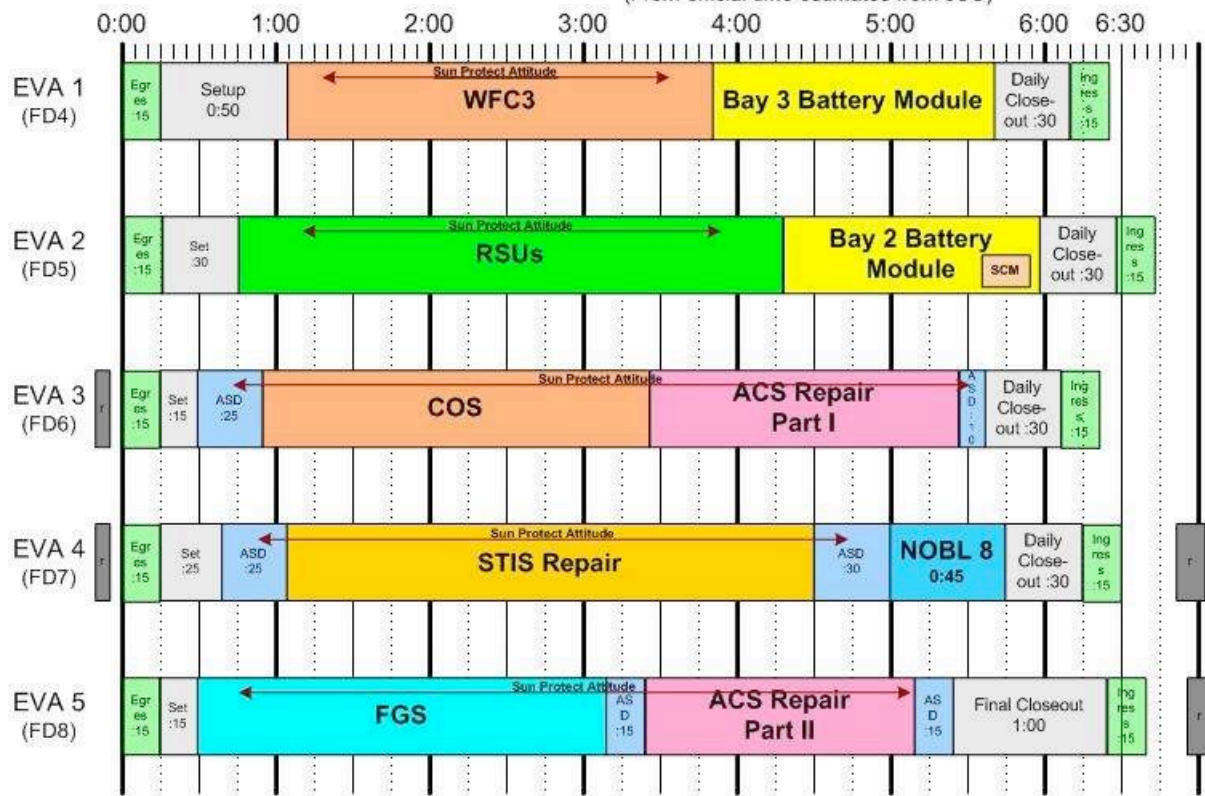 0:00 1:00 2:00 3:00 4:00 5:00 6:00 6:30
EVA 1
(FD4)
Egr
es
:15
Setup
0:50
Sun Protect Attitude
WFC3
Bay 3 Battery Module
Daily
Close-
out :30
Ing
res
s
:15
EVA 2
(FD5)
Egr
es
:15
Set
:30
Sun Protect Attitude
RSUs
Bay 2 Battery
Module
SCM
Daily
Close-
out :30
Ing
res
s
:15
r
EVA 3
(FD6)
Egr
es
:15
Set
:15
ASD
:25
Sun Protect Attitude
COS
ACS Repair
Part I
A
S
D
:
1
0
Daily
Close-
out :30
Ing
res
s
:15
r
EVA 4
(FD7)
Egr
es
:15
Set
:25
ASD
:25
Sun Protect Attitude
STIS Repair
ASD
:30
NOBL 8
0:45
Daily
Close-
out :30
Ing
res
s
:15
r
EVA 5
(FD8)
Egr
es
:15
Set
:15
Sun Protect Attitude
FGS
AS
D
:15
ACS Repair
Part II
AS
D
:15
Final Closeout
1:00
Ing
res
s
:15
r